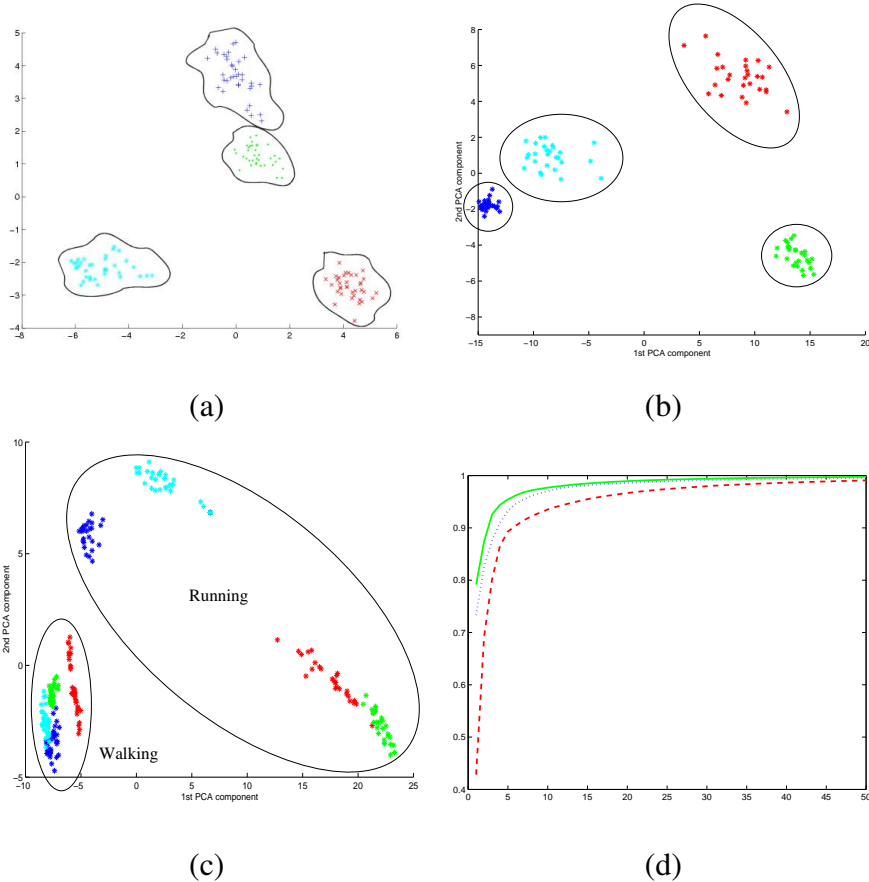 5
4
3
2
1
0
−1
−2
−3
−4
−8 −6 −4 −2 0 2 4 6
(a)
8
6
4
2
0
−2
−4
−6
−8
2nd PCA component
−15 −10 −5 0 5 10 15 20
1st PCA component
(b)
10
5
0
−5
2nd PCA component
Running
Walking
−10 −5 0 5 10 15 20 25
1st PCA component
(c)
1
0.9
0.8
0.7
0.6
0.5
0.4
0 5 10 15 20 25 30 35 40 45 50
(d)